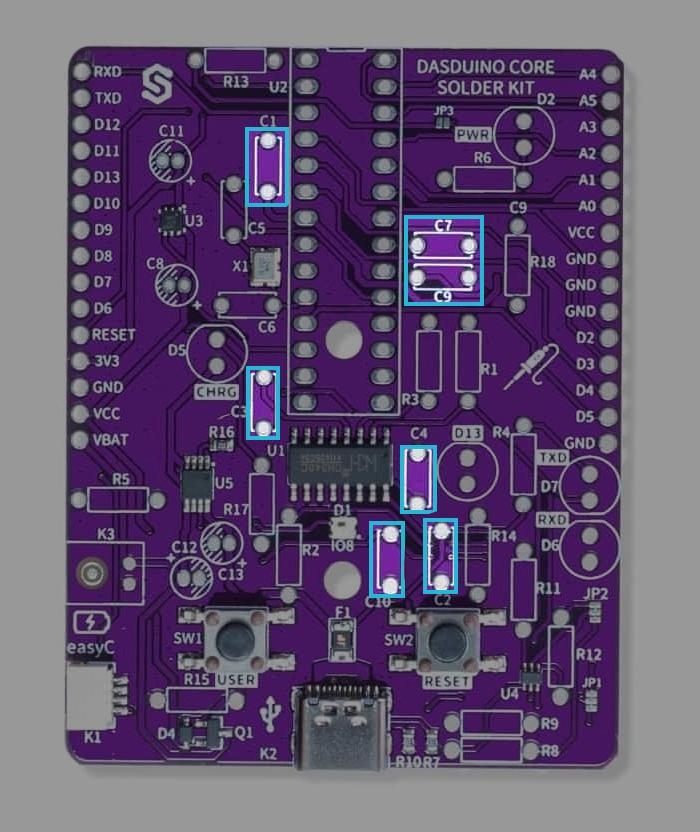 RXD
TXD
D12
D11
D13
D10
D9
D8
D7
D6
RESET
3V3
GND
VCC
VBAT
R13
U2
DASDUINO CORE
SOLDER KIT
A4
A5
A3
A2
A1
A0
VCC
GND
GND
GND
D2
D3
D4
D5
GND
JP3
D2
PWR
R6
C11
+
C1
U3
C5
C7
C9
C9
R18
X1
C8
+
C6
D5
CHRG
R3
R1
C3
R16
U1
CH340C
C4
D13
R4
TXD
D7
RXD
D6
R5
U5
R17
D1
IO8
R14
K3
C12
+
C13
R2
C10
C2
R11
JP2
easyC
SW1
USER
F1
SW2
RESET
R12
JP1
U4
R15
K1
D4
Q1
K2
R10
R7
R9
R8